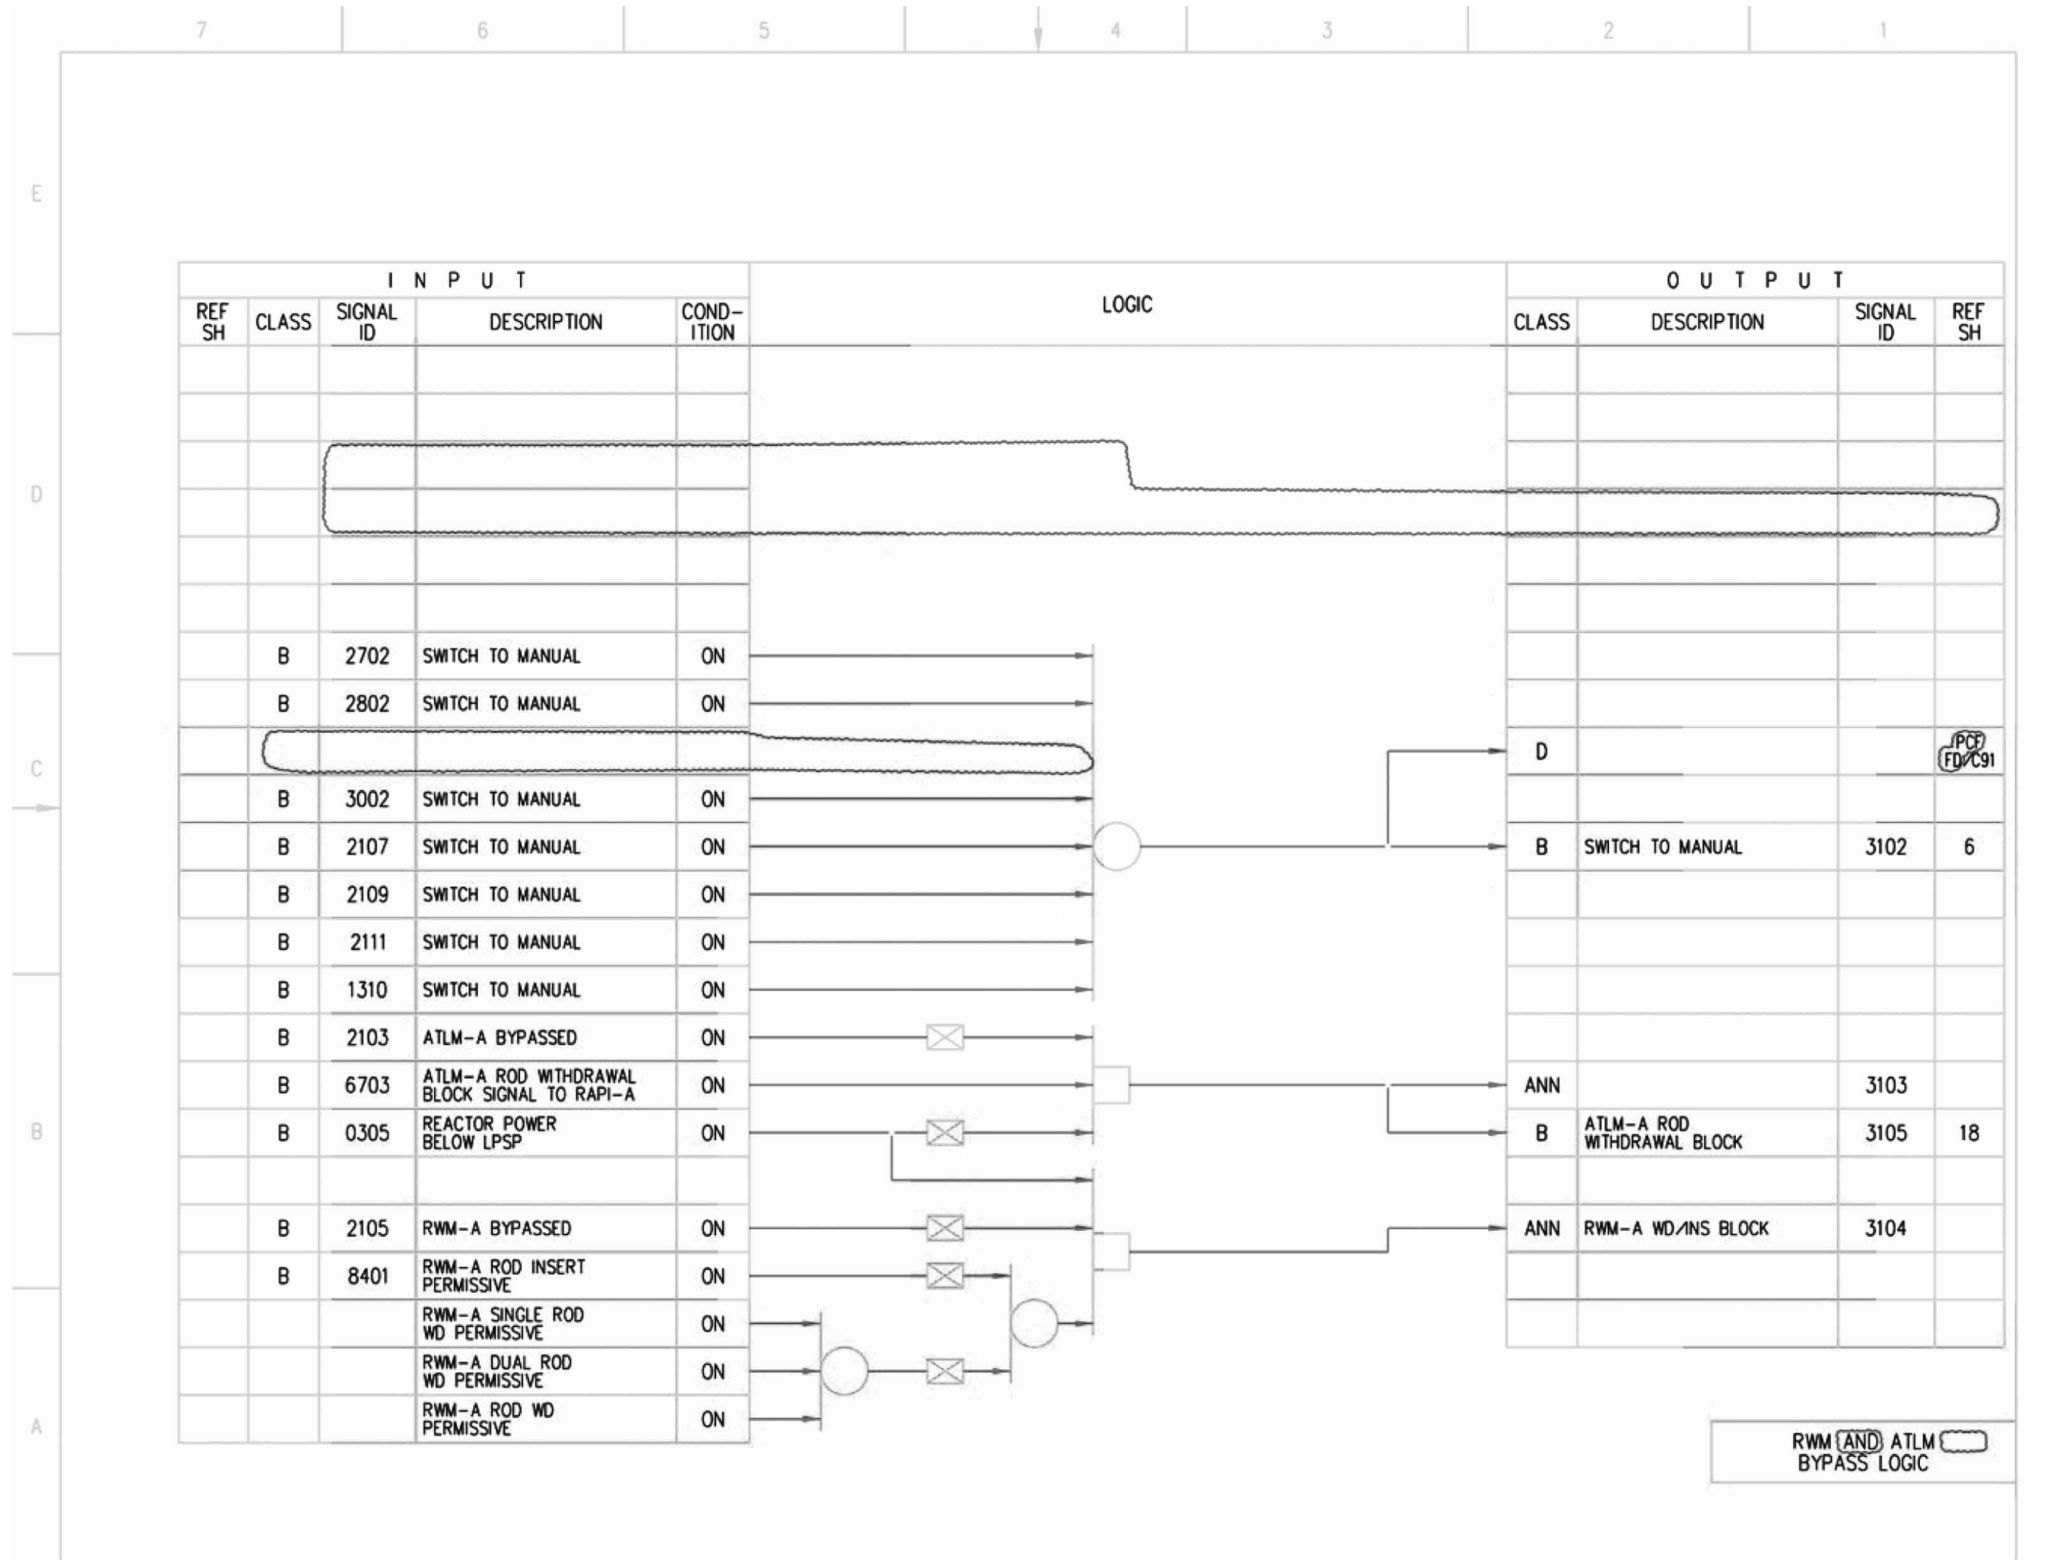 7 6 5 4 3 2 1
E
D
C
B
A
I N P U T
LOGIC
O U T P U T
REF SH CLASS SIGNAL ID DESCRIPTION COND-ITION
CLASS DESCRIPTION SIGNAL ID REF SH
B 2702 SWITCH TO MANUAL ON
B 2802 SWITCH TO MANUAL ON
D PCF
FD/C91
B 3002 SWITCH TO MANUAL ON
B 2107 SWITCH TO MANUAL ON
B SWITCH TO MANUAL 3102 6
B 2109 SWITCH TO MANUAL ON
B 2111 SWITCH TO MANUAL ON
B 1310 SWITCH TO MANUAL ON
B 2103 ATLM-A BYPASSED ON
B 6703 ATLM-A ROD WITHDRAWAL
BLOCK SIGNAL TO RAPI-A ON
ANN 3103
B 0305 REACTOR POWER
BELOW LPSP ON
B ATLM-A ROD
WITHDRAWAL BLOCK 3105 18
B 2105 RWM-A BYPASSED ON
ANN RWM-A WD/INS BLOCK 3104
B 8401 RWM-A ROD INSERT
PERMISSIVE ON
RWM-A SINGLE ROD
WD PERMISSIVE ON
RWM-A DUAL ROD
WD PERMISSIVE ON
RWM-A ROD WD
PERMISSIVE ON
RWM AND ATLM
BYPASS LOGIC